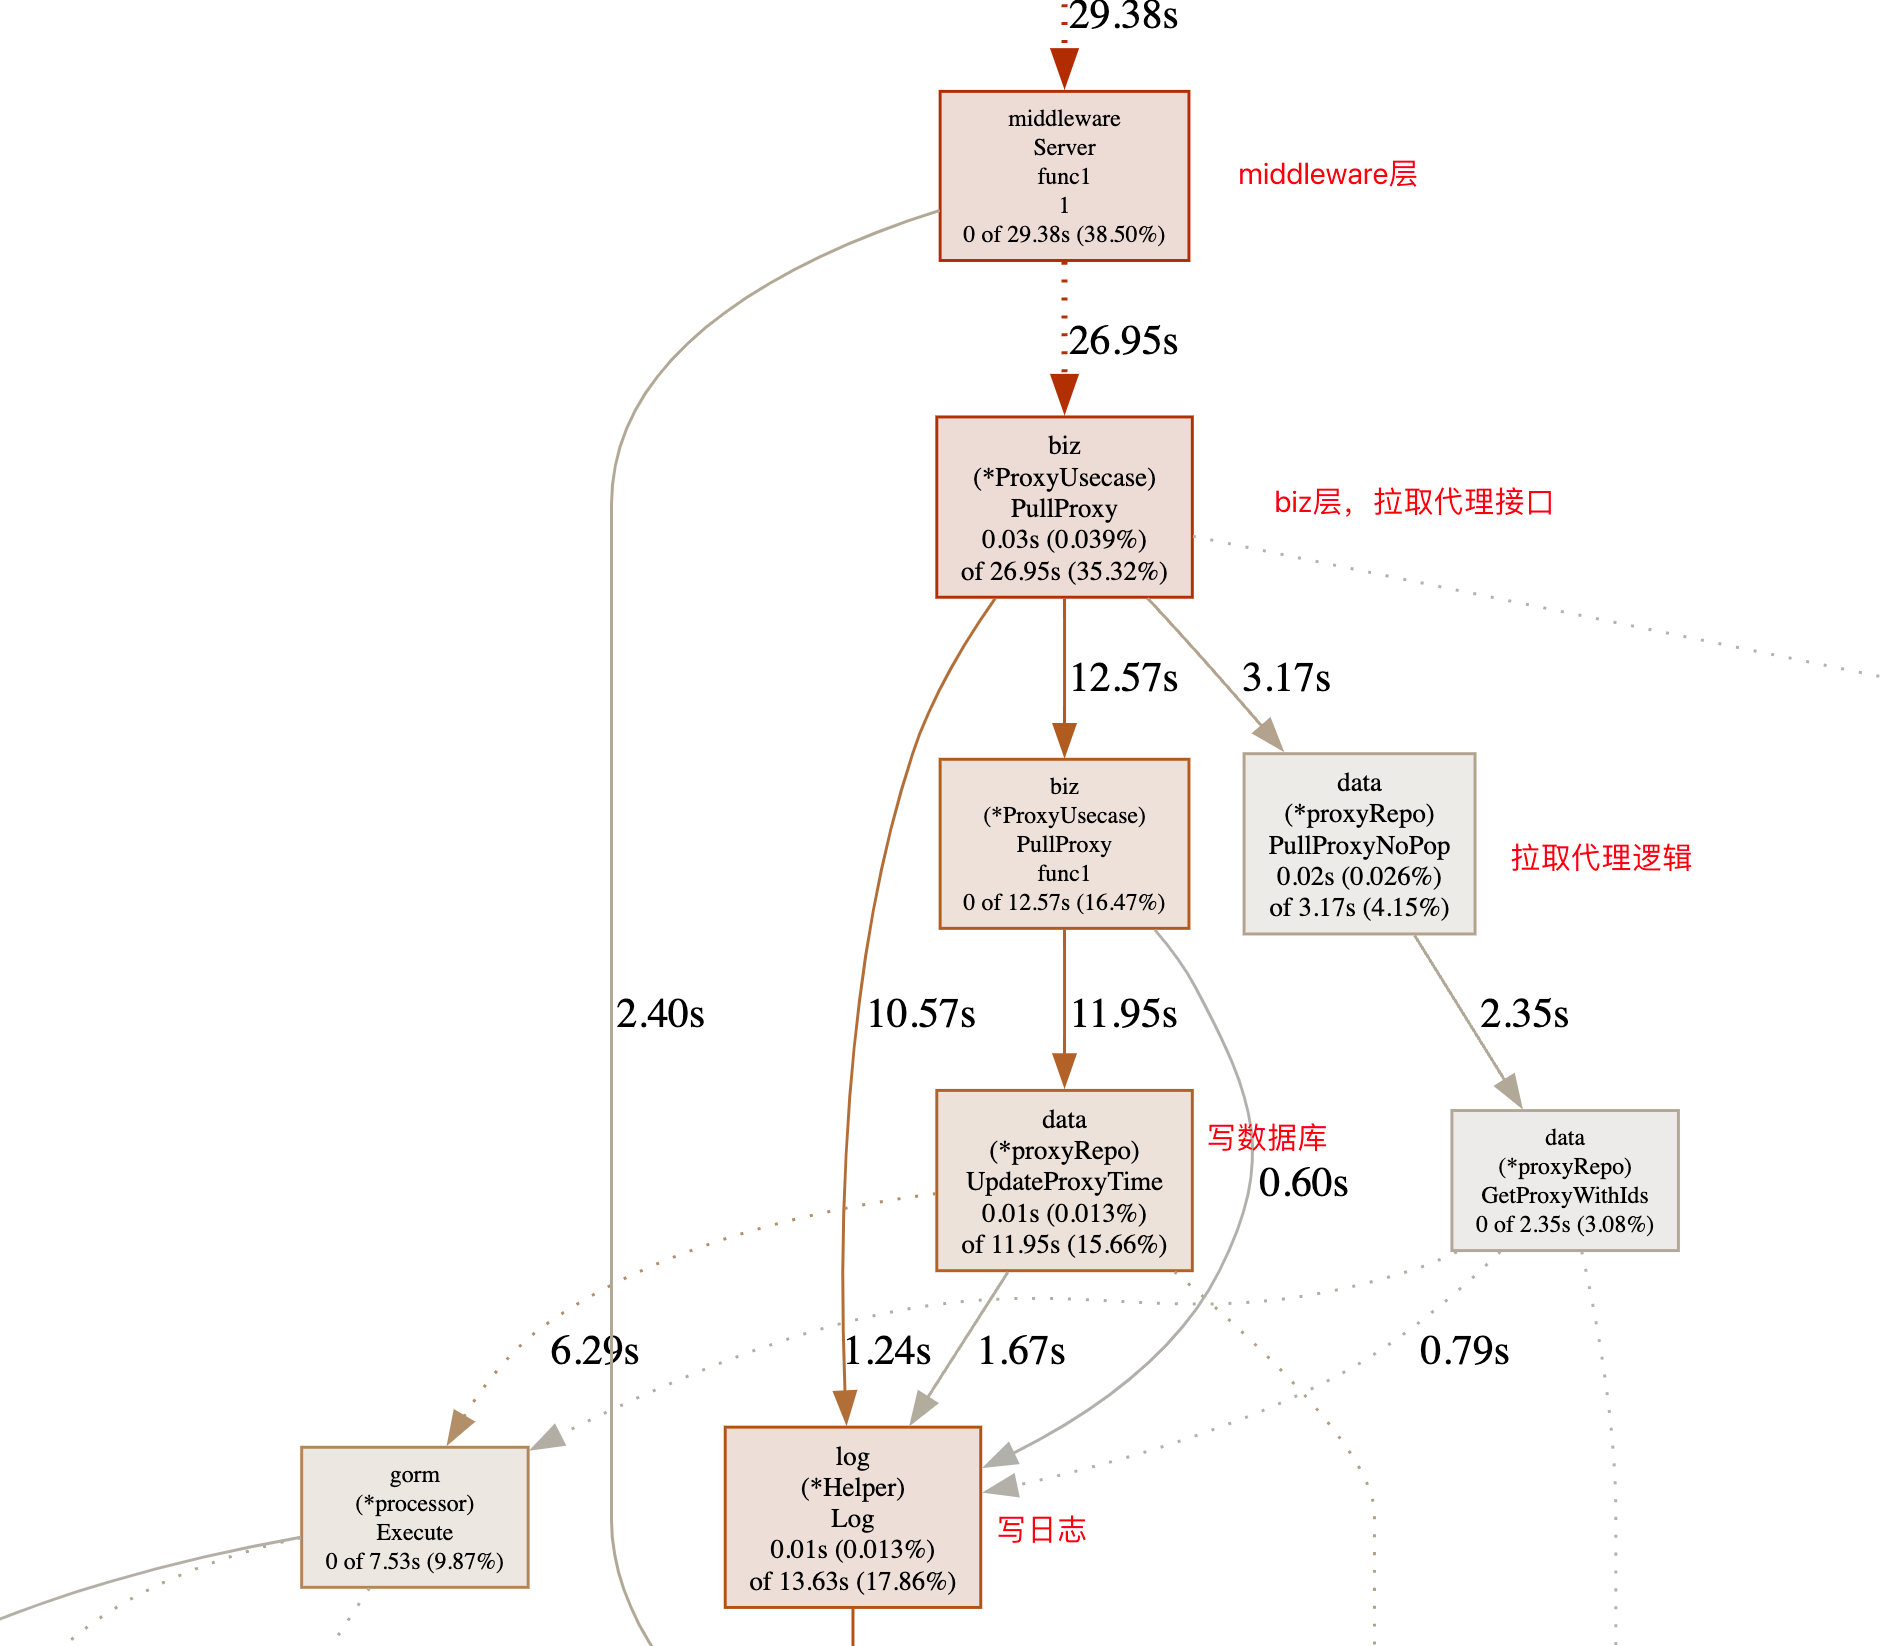 29.38s
middleware
Server
func1
1
0 of 29.38s (38.50%)
middleware层
26.95s
biz
(*ProxyUsecase)
PullProxy
0.03s (0.039%)
of 26.95s (35.32%)
biz层，拉取代理接口
12.57s
3.17s
biz
(*ProxyUsecase)
PullProxy
func1
0 of 12.57s (16.47%)
data
(*proxyRepo)
PullProxyNoPop
0.02s (0.026%)
of 3.17s (4.15%)
拉取代理逻辑
2.40s
10.57s
11.95s
2.35s
data
(*proxyRepo)
UpdateProxyTime
0.01s (0.013%)
of 11.95s (15.66%)
写数据库
0.60s
data
(*proxyRepo)
GetProxyWithIds
0 of 2.35s (3.08%)
6.29s
1.24s
1.67s
0.79s
gorm
(*processor)
Execute
0 of 7.53s (9.87%)
log
(*Helper)
Log
0.01s (0.013%)
of 13.63s (17.86%)
写日志